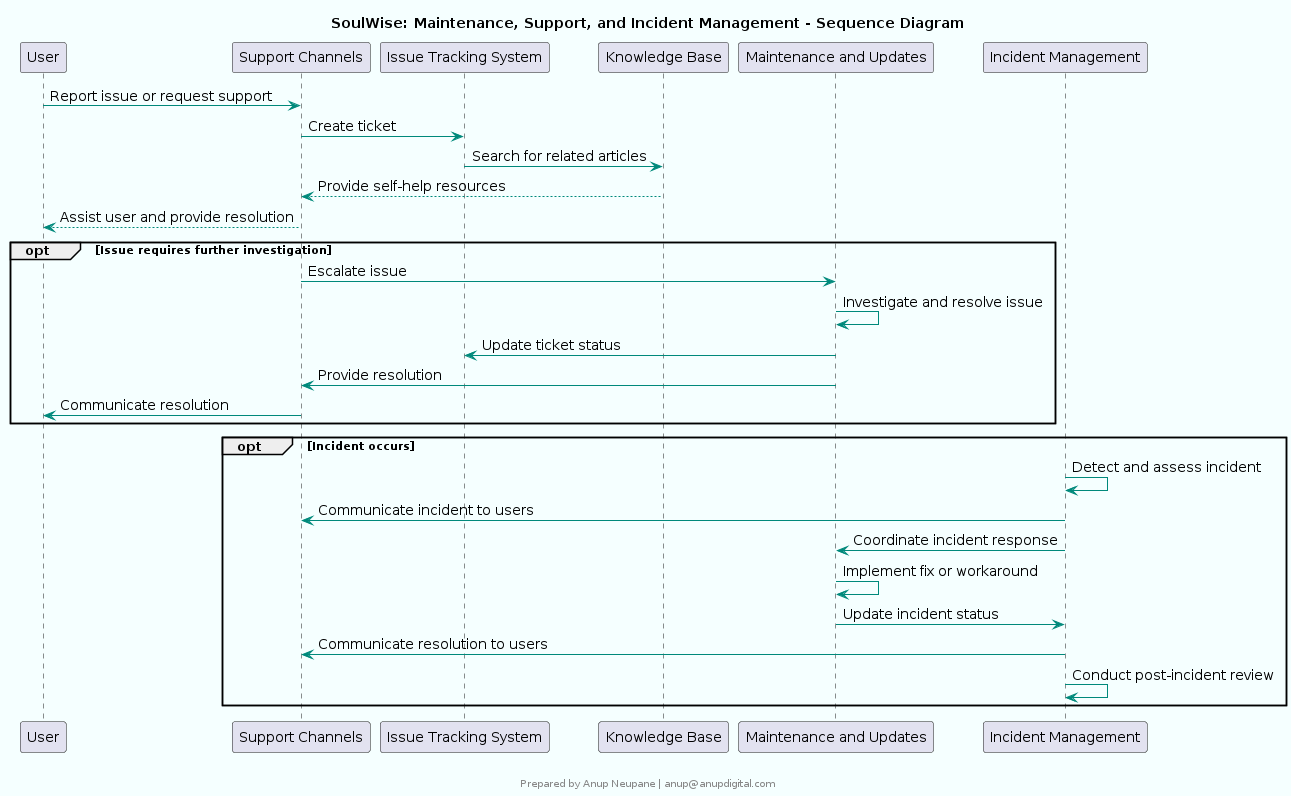 SoulWise: Maintenance, Support, and Incident Management - Sequence Diagram
User Support Channels Issue Tracking System Knowledge Base Maintenance and Updates Incident Management
Report issue or request support
Create ticket
Search for related articles
Provide self-help resources
Assist user and provide resolution
opt [Issue requires further investigation]
Escalate issue
Investigate and resolve issue
Update ticket status
Provide resolution
Communicate resolution
opt [Incident occurs]
Detect and assess incident
Communicate incident to users
Coordinate incident response
Implement fix or workaround
Update incident status
Communicate resolution to users
Conduct post-incident review
User Support Channels Issue Tracking System Knowledge Base Maintenance and Updates Incident Management
Prepared by Anup Neupane | anup@anupdigital.com